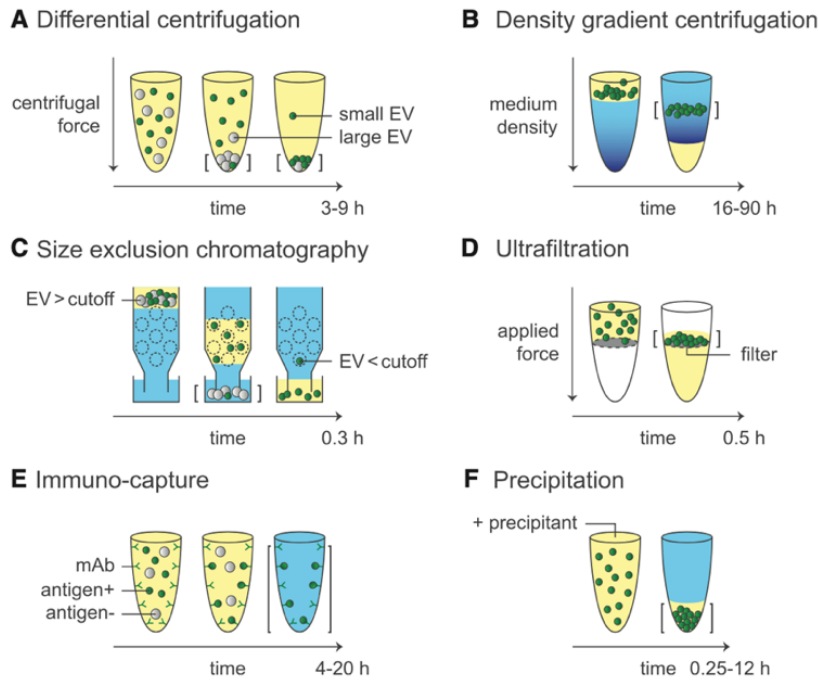 A Differential centrifugation
centrifugal
force
small EV
large EV
time
3-9 h
B Density gradient centrifugation
medium
density
time
16-90 h
C Size exclusion chromatography
EV > cutoff
EV < cutoff
time
0.3 h
D Ultrafiltration
applied
force
filter
time
0.5 h
E Immuno-capture
mAb
antigen+
antigen-
time
4-20 h
F Precipitation
+ precipitant
time
0.25-12 h